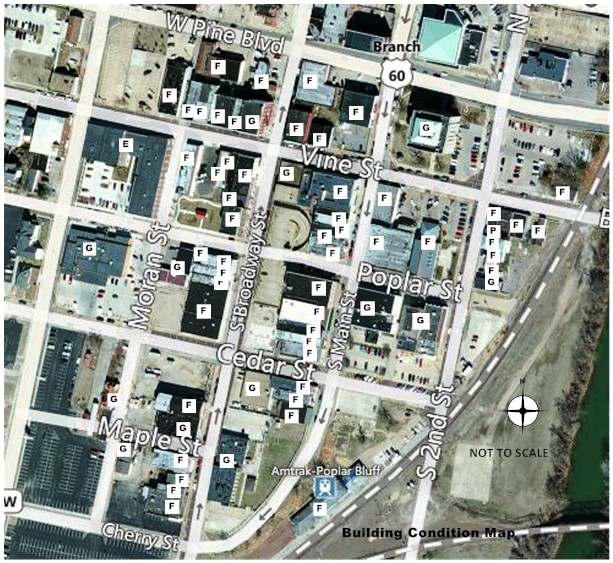 N
W Pine Blvd
Branch
F
F
F
F
60
F
F
F
F
F
F
G
F
F
G
E
Vine St
F
F
F
F
G
F
F
F
F
F
F
F
F
F
F
P
F
F
F
E
G
S Broadway St
F
F
F
F
F
F
F
G
Moran St
G
F
F
F
F
Poplar St
F
F
F
G
F
F
F
F
S Main St
G
G
F
F
F
Cedar St
G
F
F
F
G
F
S 2nd St
N
Maple St
G
G
F
G
F
F
F
NOT TO SCALE
Amtrak-Poplar Bluff
W
F
Cherry St
Building Condition Map